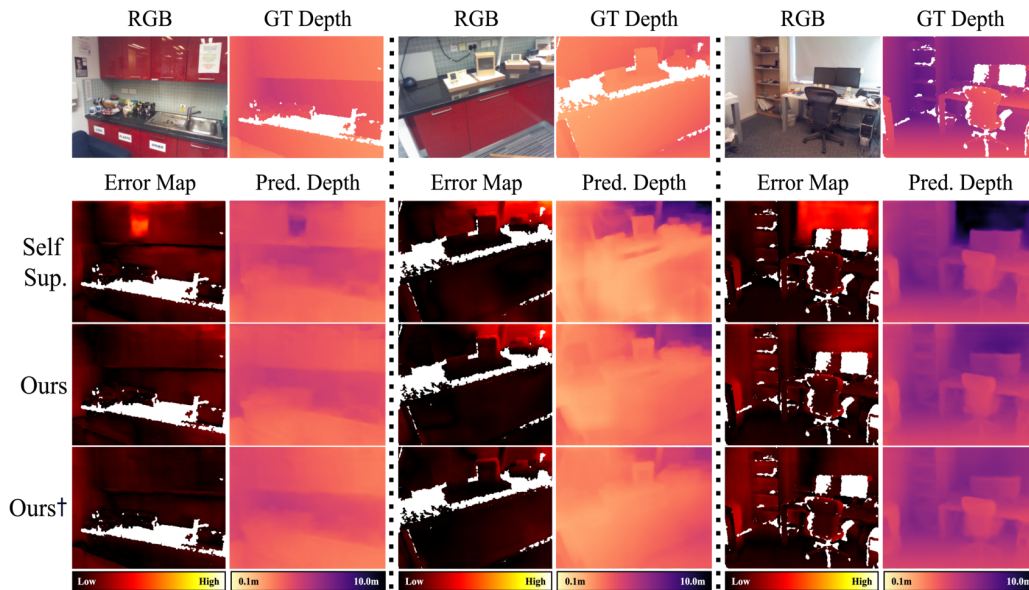 RGB GT Depth RGB GT Depth RGB GT Depth
Error Map Pred. Depth Error Map Pred. Depth Error Map Pred. Depth
Self
Sup.
Ours
Ours†
Low High 0.1m 10.0m Low High 0.1m 10.0m Low High 0.1m 10.0m